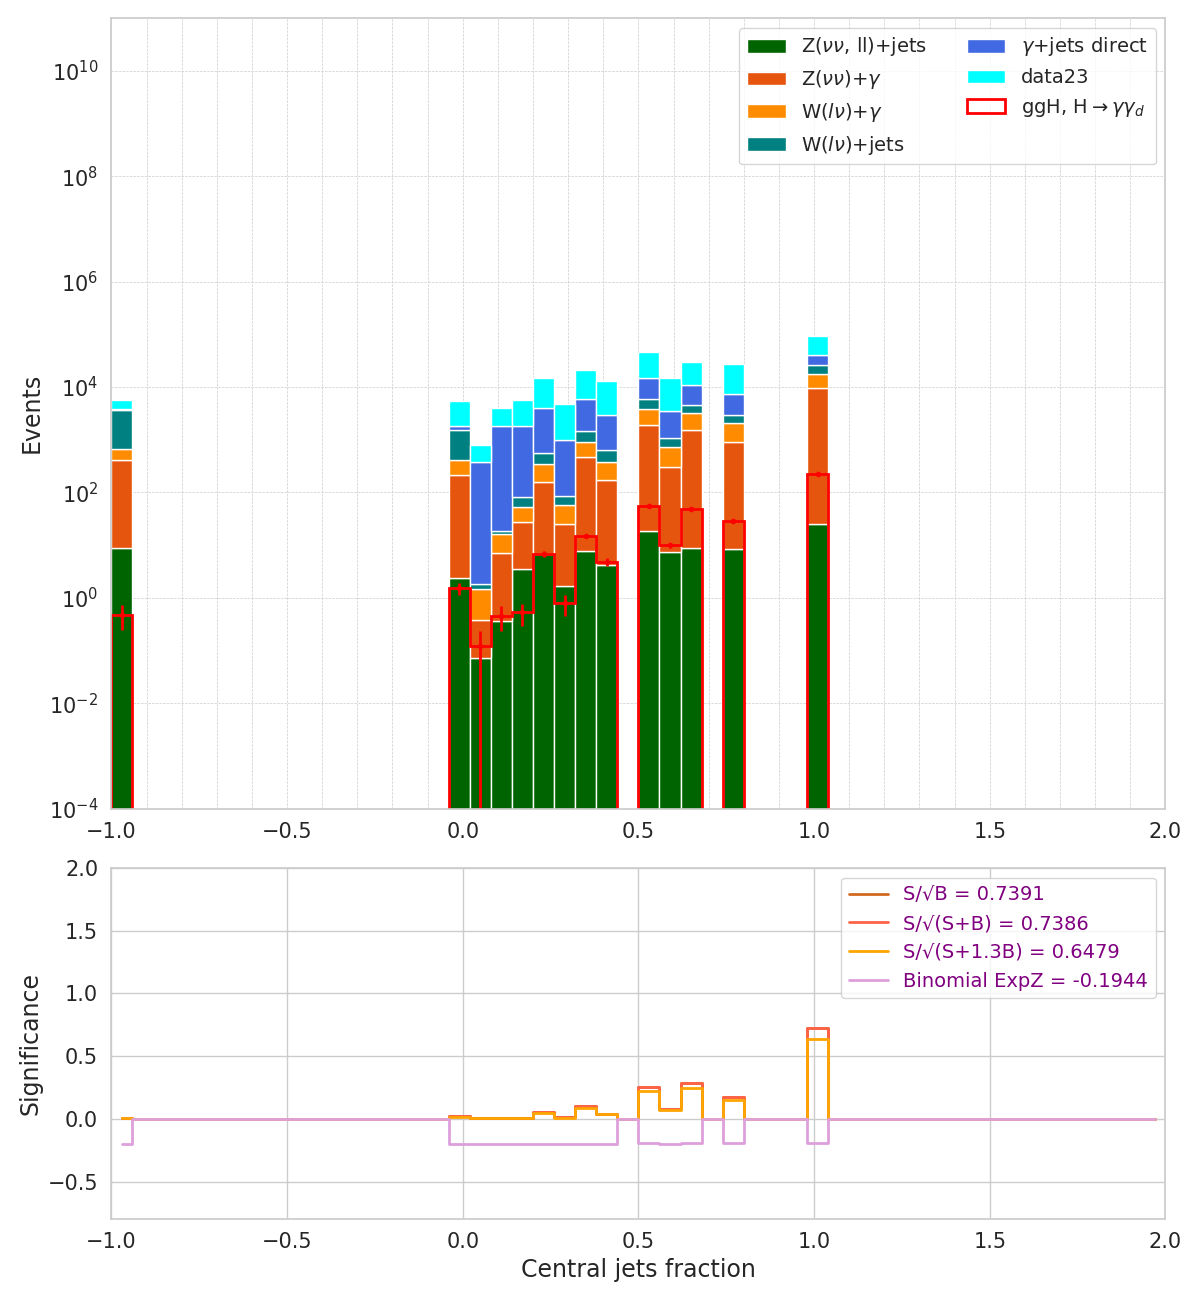 Z(νν, ll)+jets
Z(νν)+γ
W(lν)+γ
W(lν)+jets
γ+jets direct
data23
ggH, H→γγ_d
Events
10^10
10^8
10^6
10^4
10^2
10^0
10^−2
10^−4
−1.0 −0.5 0.0 0.5 1.0 1.5 2.0
S/√B = 0.7391
S/√(S+B) = 0.7386
S/√(S+1.3B) = 0.6479
Binomial ExpZ = -0.1944
Significance
2.0
1.5
1.0
0.5
0.0
−0.5
−1.0 −0.5 0.0 0.5 1.0 1.5 2.0
Central jets fraction